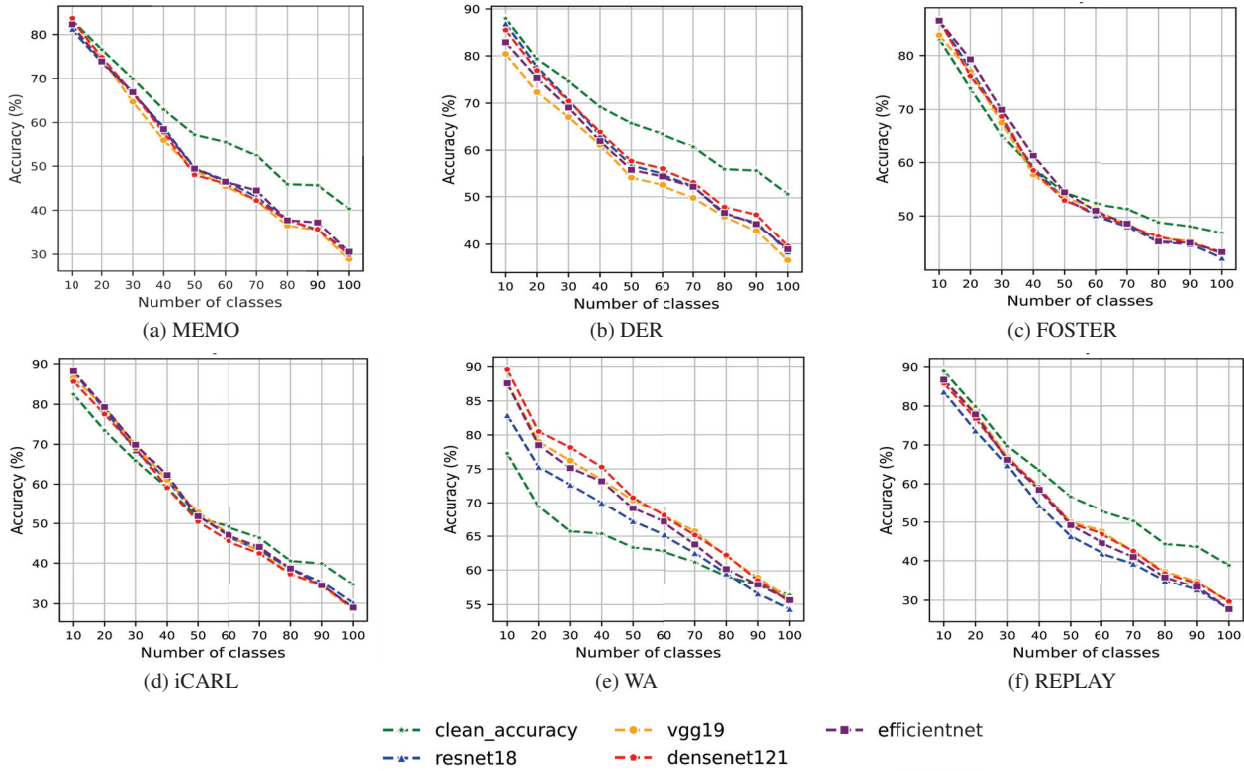 80
70
60
50
40
30
Accuracy (%)
10 20 30 40 50 60 70 80 90 100
Number of classes
(a) MEMO
90
80
70
60
50
40
Accuracy (%)
10 20 30 40 50 60 70 80 90 100
Number of classes
(b) DER
80
70
60
50
Accuracy (%)
10 20 30 40 50 60 70 80 90 100
Number of classes
(c) FOSTER
90
80
70
60
50
40
30
Accuracy (%)
10 20 30 40 50 60 70 80 90 100
Number of classes
(d) iCARL
90
85
80
75
70
65
60
55
Accuracy (%)
10 20 30 40 50 60 70 80 90 100
Number of classes
(e) WA
90
80
70
60
50
40
30
Accuracy (%)
10 20 30 40 50 60 70 80 90 100
Number of classes
(f) REPLAY
clean_accuracy vgg19 efficientnet
resnet18 densenet121